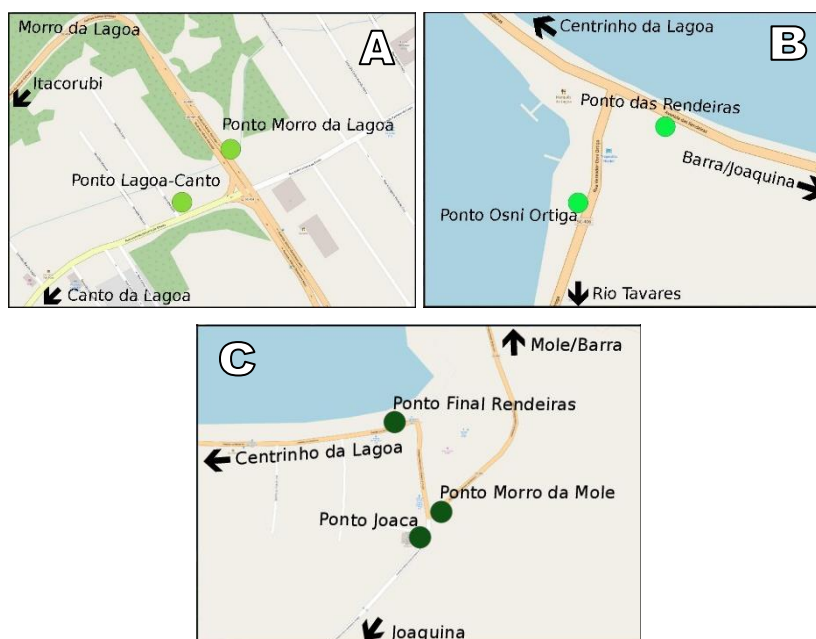 A
Morro da Lagoa
Itacorubi
Ponto Morro da Lagoa
Ponto Lagoa-Canto
Canto da Lagoa
B
Centrinho da Lagoa
Ponto das Rendeiras
Barra/Joaquina
Ponto Osni Ortiga
Rio Tavares
C
Mole/Barra
Ponto Final Rendeiras
Centrinho da Lagoa
Ponto Morro da Mole
Ponto Joaca
Joaquina